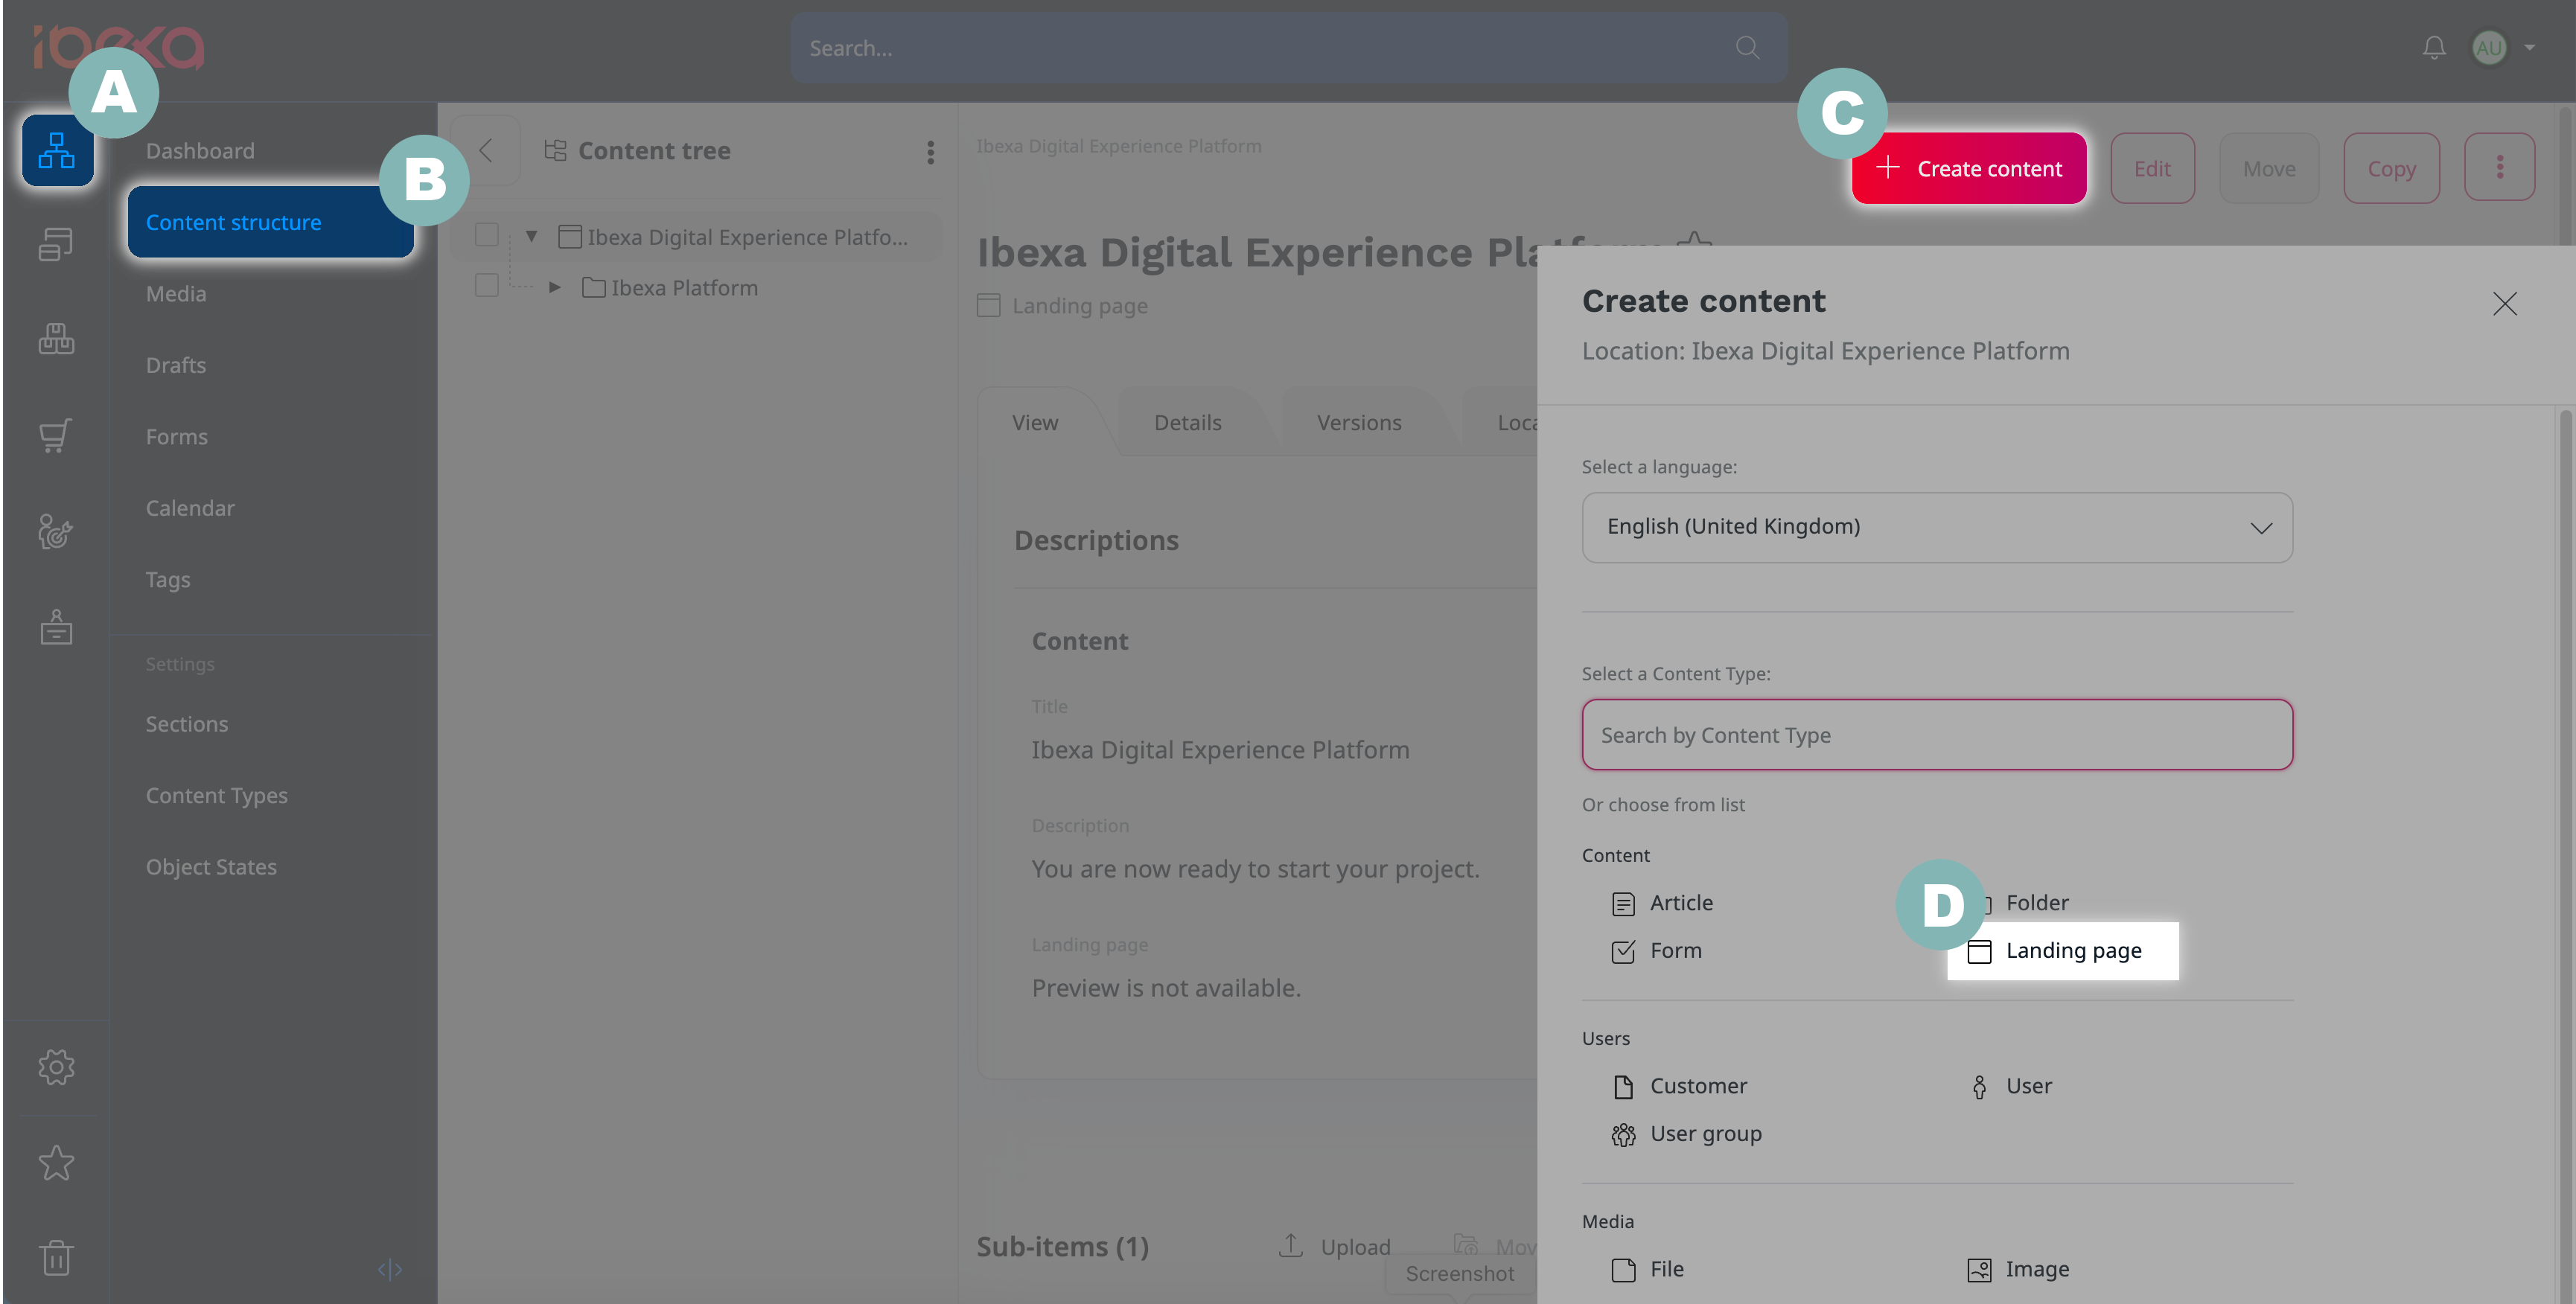 ibexa
Search...
AU
A
B
C
D
Dashboard
Content structure
Media
Drafts
Forms
Calendar
Tags
Settings
Sections
Content Types
Object States
Content tree
Ibexa Digital Experience Platfo...
Ibexa Platform
Ibexa Digital Experience Platform
Create content
Edit
Move
Copy
Ibexa Digital Experience
Landing page
View
Details
Versions
Descriptions
Content
Title
Ibexa Digital Experience Platform
Description
You are now ready to start your project.
Landing page
Preview is not available.
Sub-items (1)
Upload
Mov
Screenshot
Create content
Location: Ibexa Digital Experience Platform
Select a language:
English (United Kingdom)
Select a Content Type:
Search by Content Type
Or choose from list
Content
Article
Folder
Form
Landing page
Users
Customer
User
User group
Media
File
Image